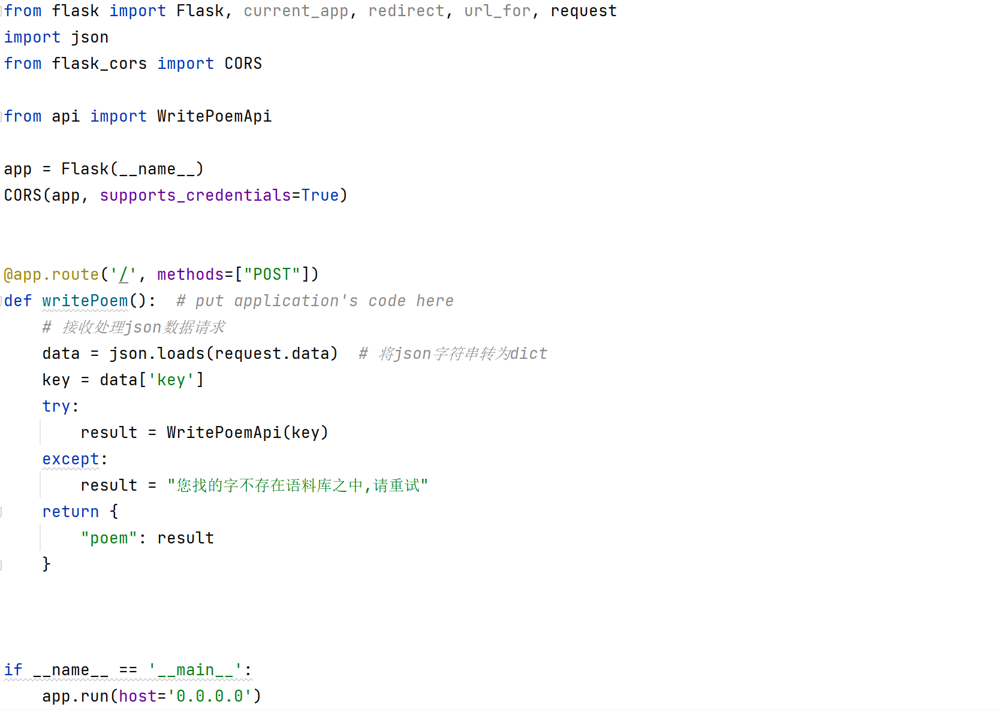 from flask import Flask, current_app, redirect, url_for, request
import json
from flask_cors import CORS

from api import WritePoemApi

app = Flask(__name__)
CORS(app, supports_credentials=True)


@app.route('/', methods=["POST"])
def writePoem():  # put application's code here
    # 接收处理json数据请求
    data = json.loads(request.data)  # 将json字符串转为dict
    key = data['key']
    try:
        result = WritePoemApi(key)
    except:
        result = "您找的字不存在语料库之中,请重试"
    return {
        "poem": result
    }



if __name__ == '__main__':
    app.run(host='0.0.0.0')